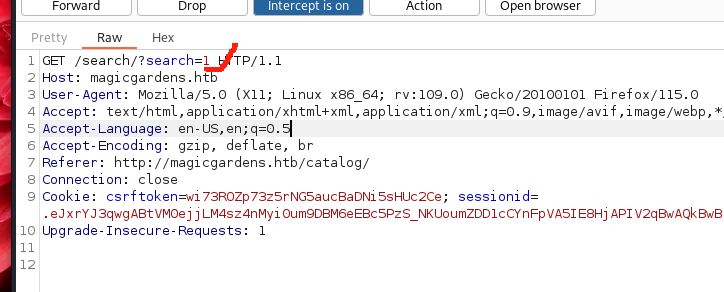 Forward Drop Intercept is on Action Open browser
Pretty Raw Hex
1 GET /search/?search=1 HTTP/1.1
2 Host: magicgardens.htb
3 User-Agent: Mozilla/5.0 (X11; Linux x86_64; rv:109.0) Gecko/20100101 Firefox/115.0
4 Accept: text/html,application/xhtml+xml,application/xml;q=0.9,image/avif,image/webp,*/
5 Accept-Language: en-US,en;q=0.5
6 Accept-Encoding: gzip, deflate, br
7 Referer: http://magicgardens.htb/catalog/
8 Connection: close
9 Cookie: csrftoken=wi73ROZp73z5rNG5aucBaDNi5sHUc2Ce; sessionid=
.eJxrYJ3qwgABtVM0ejjLM4sz4nMyi0um9DBM6eEBc5PzS_NKUoumZDD1cCYnFpVA5IE8HjAPIV2qBwAQkBwB
10 Upgrade-Insecure-Requests: 1
11
12